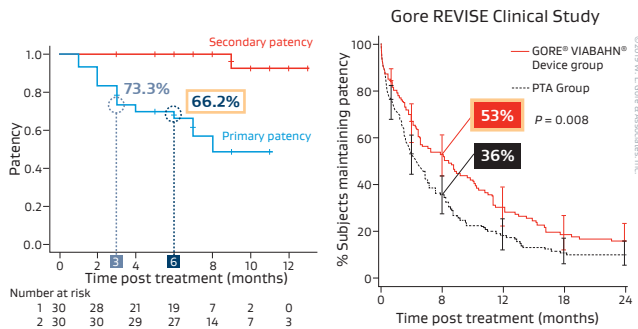 Gore REVISE Clinical Study
Secondary patency
73.3%
66.2%
Primary patency
Patency
1.0
0.8
0.6
0.4
0.2
0.0
0
2
4
6
8
10
12
3
6
Time post treatment (months)
Number at risk
1 30 28 21 19 7 2 0
2 30 30 29 27 14 7 3
% Subjects maintaining patency
100
80
60
40
20
GORE® VIABAHN®
Device group
PTA Group
P = 0.008
53%
36%
0
8
12
18
24
Time post treatment (months)